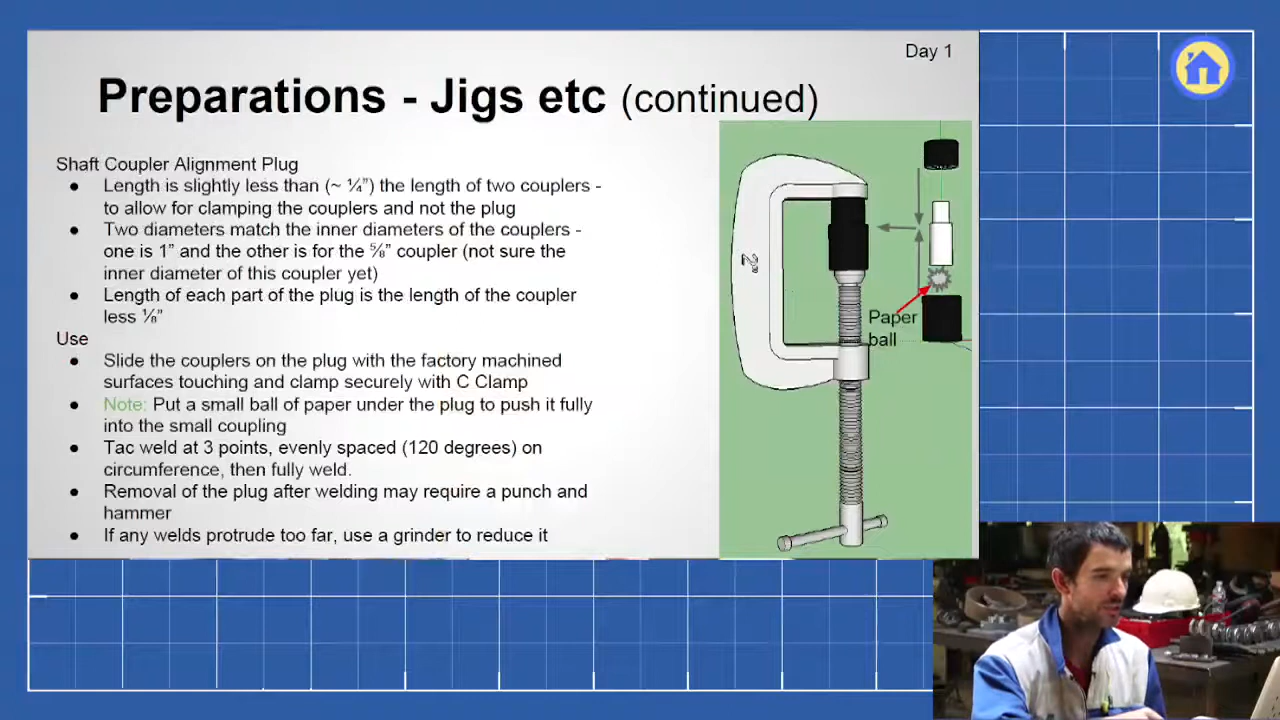 Day 1
Preparations - Jigs etc (continued)
Shaft Coupler Alignment Plug
● Length is slightly less than (~ ¼”) the length of two couplers -
to allow for clamping the couplers and not the plug
● Two diameters match the inner diameters of the couplers -
one is 1” and the other is for the ⅝” coupler (not sure the
inner diameter of this coupler yet)
● Length of each part of the plug is the length of the coupler
less ⅛”
Use
● Slide the couplers on the plug with the factory machined
surfaces touching and clamp securely with C Clamp
● Note: Put a small ball of paper under the plug to push it fully
into the small coupling
● Tac weld at 3 points, evenly spaced (120 degrees) on
circumference, then fully weld.
● Removal of the plug after welding may require a punch and
hammer
● If any welds protrude too far, use a grinder to reduce it
2"
Paper
ball